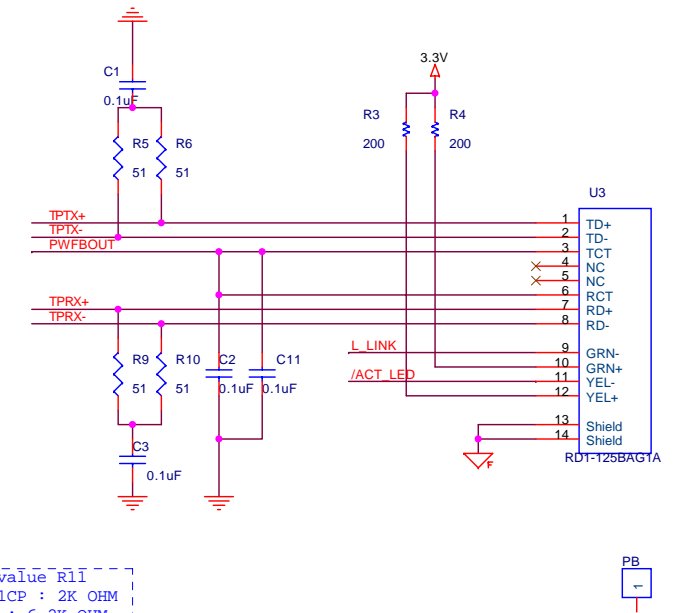 C1
0.1uF
3.3V
R3
R4
200
200
R5
R6
51
51
U3
TPTX+
1
TD+
TPTX-
2
TD-
PWFBOUT
3
TCT
4
NC
5
NC
6
RCT
TPRX+
7
RD+
TPRX-
8
RD-
L_LINK
9
GRN-
10
GRN+
/ACT_LED
11
YEL-
12
YEL+
R9
R10
C2
C11
51
51
0.1uF
0.1uF
13
Shield
14
Shield
RD1-125BAG1A
F
C3
0.1uF
value R11
1CP : 2K OHM
PB
1